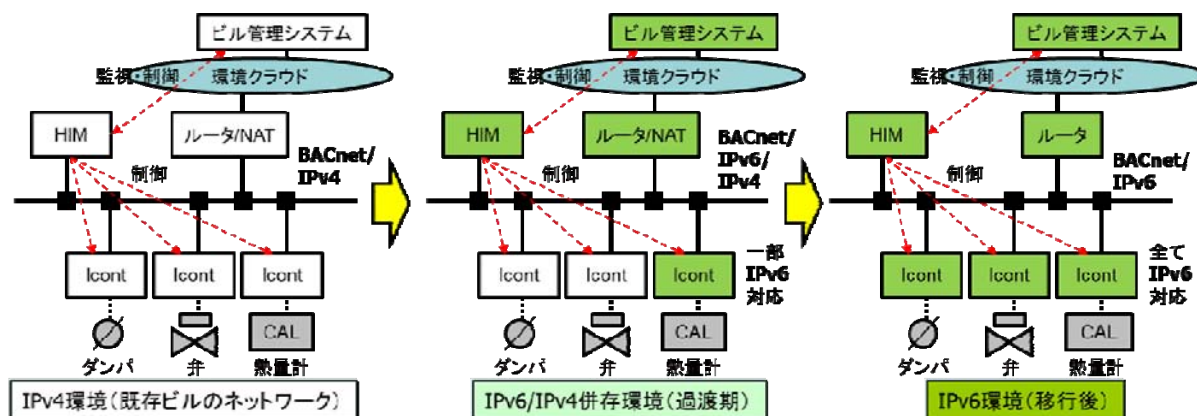 ビル管理システム
監視・制御
環境クラウド
HIM
ルータ/NAT
BACnet/
IPv4
制御
Icont
Icont
Icont
CAL
ダンパ
弁
熱量計
IPv4環境(既存ビルのネットワーク)
ビル管理システム
監視・制御
環境クラウド
HIM
ルータ/NAT
BACnet/
IPv6/
IPv4
制御
Icont
Icont
Icont
一部
IPv6
対応
CAL
ダンパ
弁
熱量計
IPv6/IPv4併存環境(過渡期)
ビル管理システム
監視・制御
環境クラウド
HIM
ルータ
BACnet/
IPv6
制御
Icont
Icont
Icont
全て
IPv6
対応
CAL
ダンパ
弁
熱量計
IPv6環境(移行後)